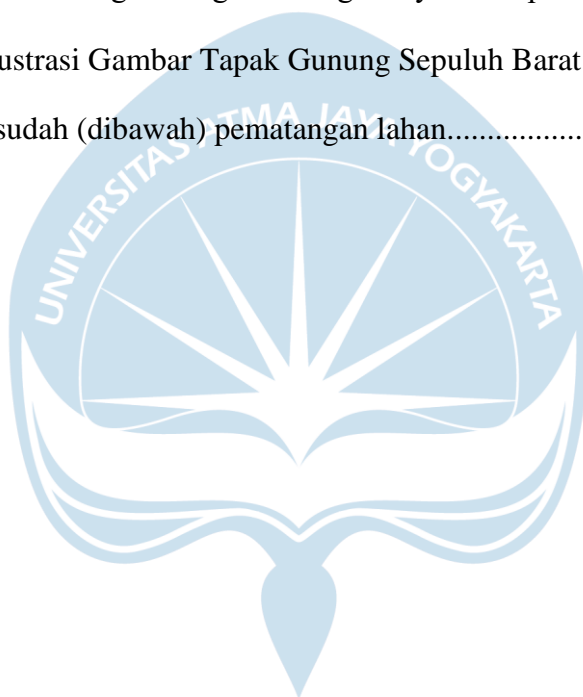 ustrasi Gambar Tapak Gunung Sepuluh Barat
sudah (dibawah) pematangan lahan.................
UNIVERSITAS ATMA JAYA YOGYAKARTA